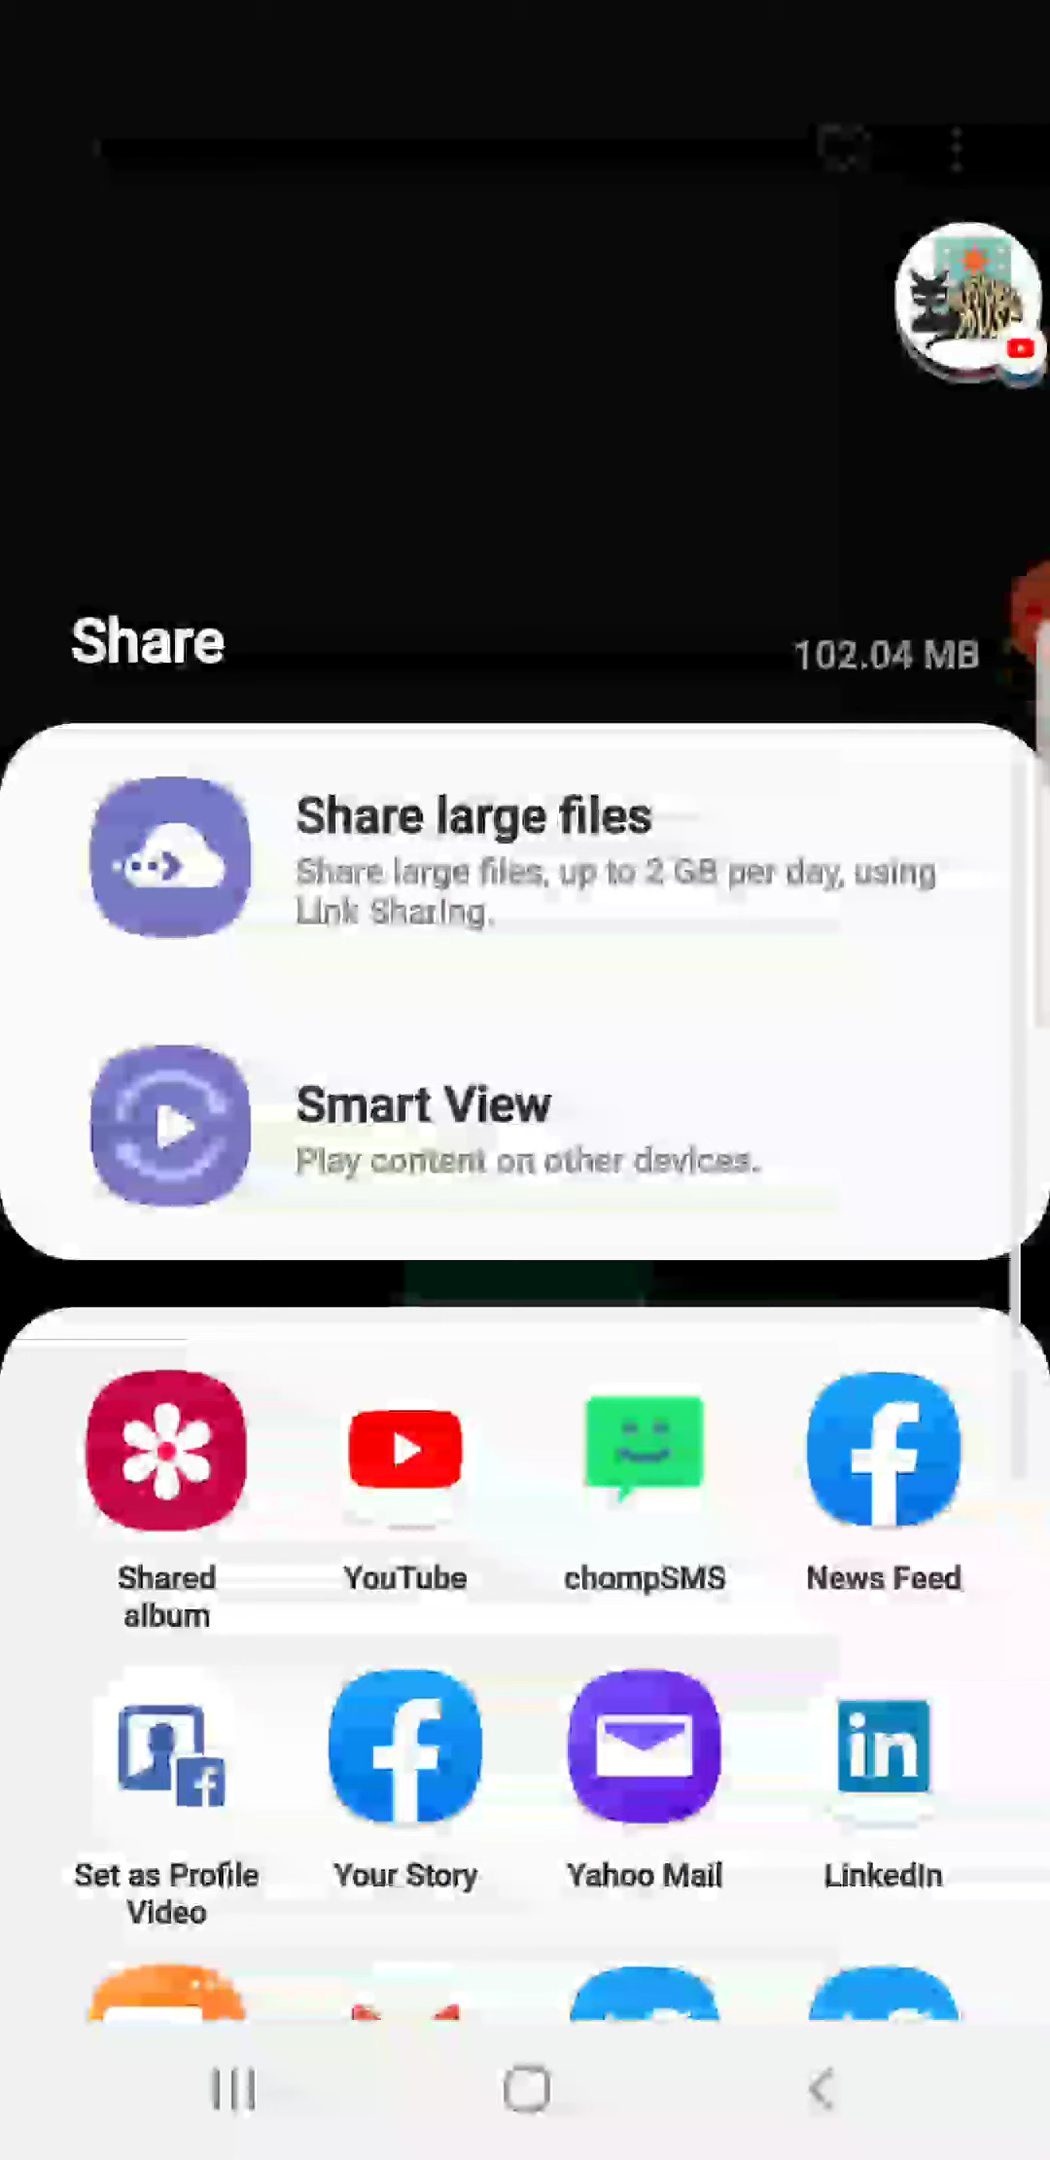 Share
102.04 MB
Share large files
Share large files, up to 2 GB per day, using
Link Sharing.
Smart View
Play content on other devices.
Shared
album
YouTube
chompSMS
News Feed
Set as Profile
Video
Your Story
Yahoo Mail
LinkedIn